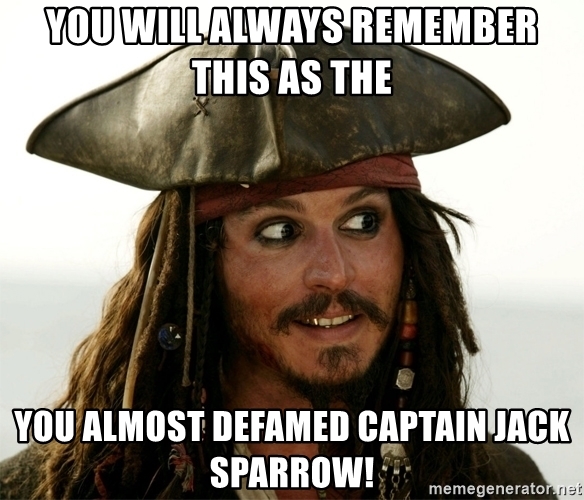 YOU WILL ALWAYS REMEMBER
THIS AS THE
YOU ALMOST DEFAMED CAPTAIN JACK
SPARROW!
memegenerator.net